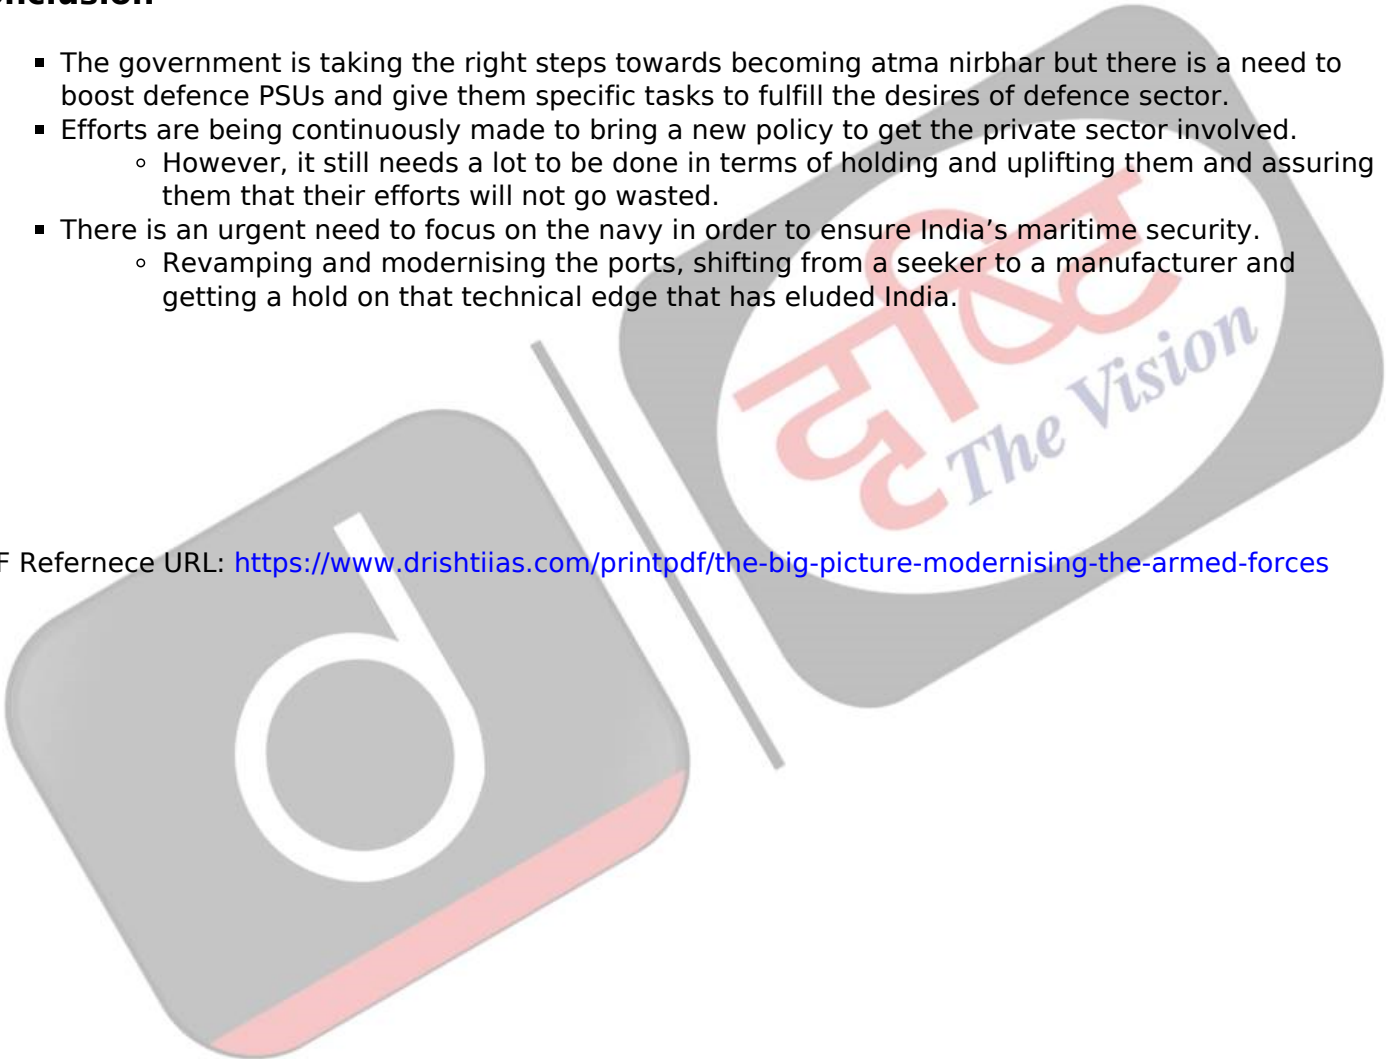 ▪ The government is taking the right steps towards becoming atma nirbhar but there is a need to
boost defence PSUs and give them specific tasks to fulfill the desires of defence sector.
▪ Efforts are being continuously made to bring a new policy to get the private sector involved.
◦ However, it still needs a lot to be done in terms of holding and uplifting them and assuring
them that their efforts will not go wasted.
▪ There is an urgent need to focus on the navy in order to ensure India’s maritime security.
◦ Revamping and modernising the ports, shifting from a seeker to a manufacturer and
getting a hold on that technical edge that has eluded India.
दृष्टि
The Vision
F Refernece URL: https://www.drishtiias.com/printpdf/the-big-picture-modernising-the-armed-forces
d